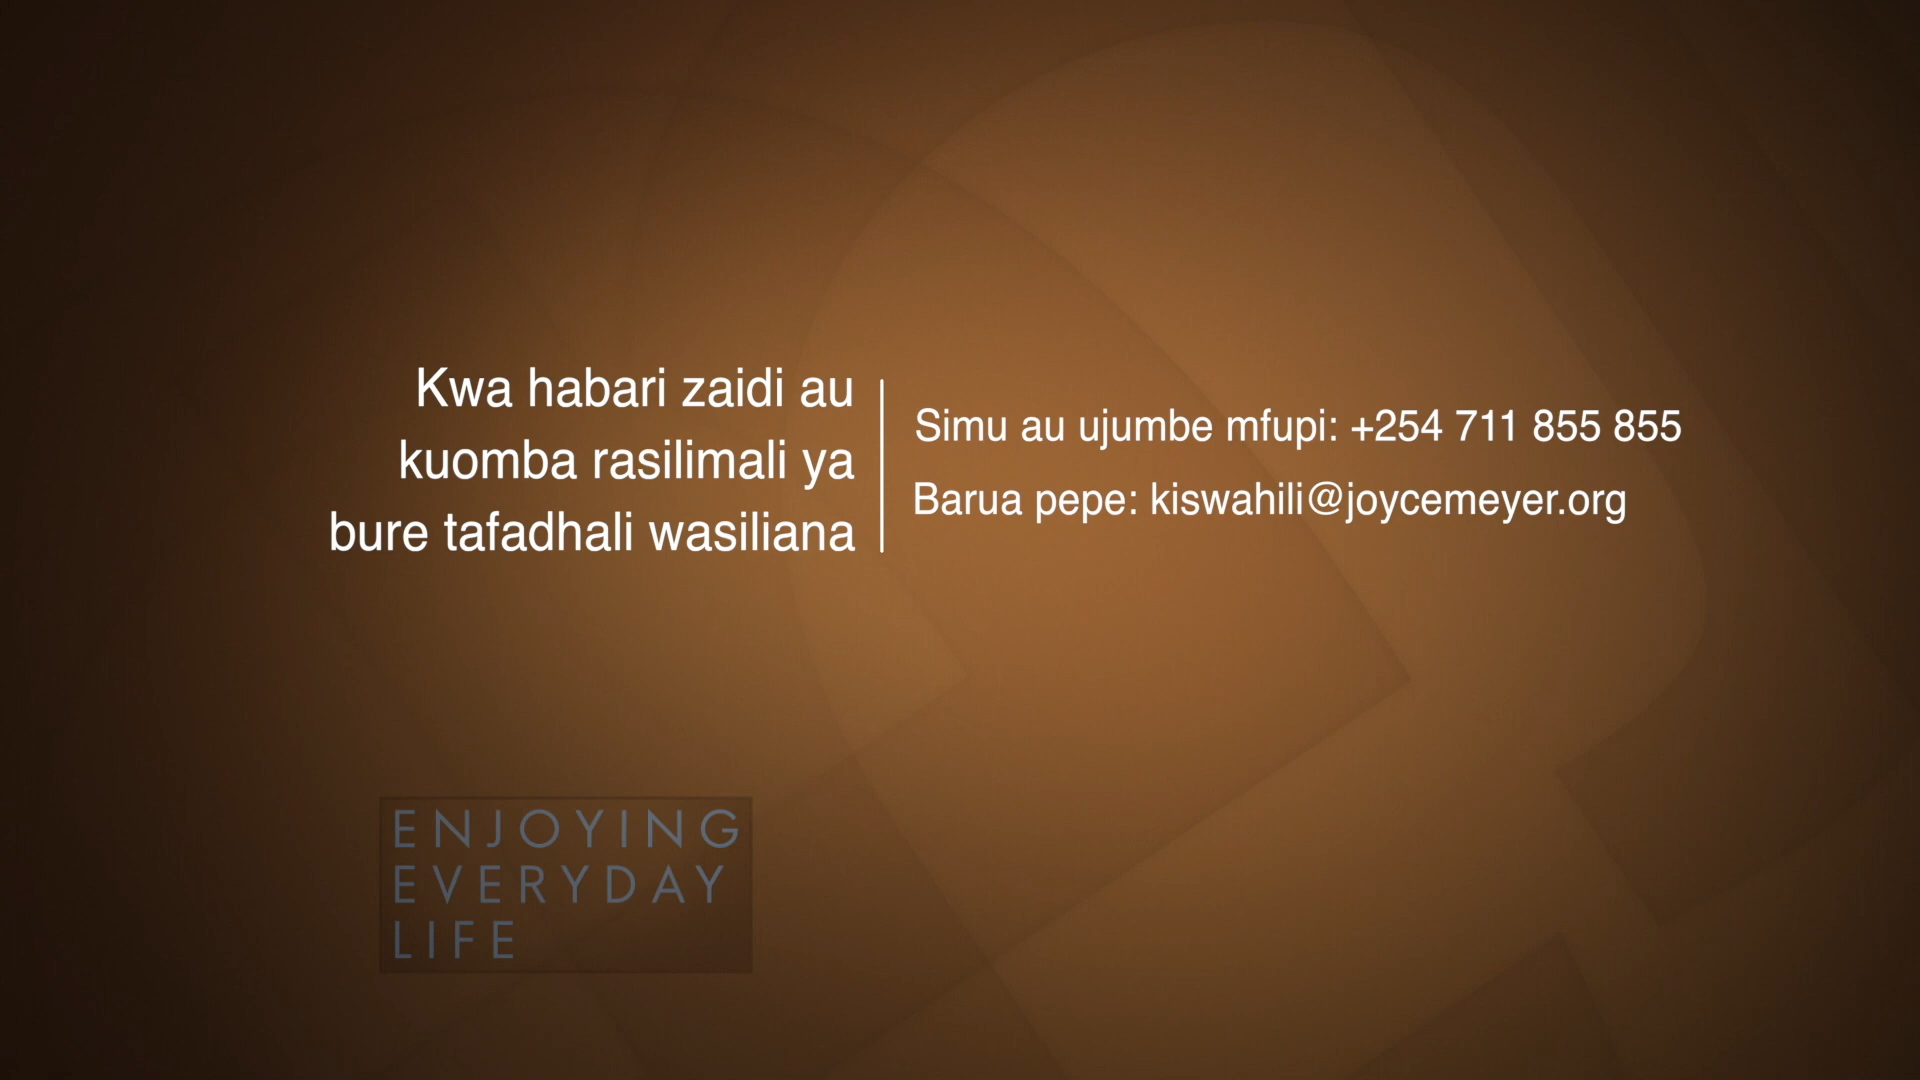 Kwa habari zaidi au
kuomba rasilimali ya
bure tafadhali wasiliana
Simu au ujumbe mfupi: +254 711 855 855
Barua pepe: kiswahili@joycemeyer.org
ENJOYING
EVERYDAY
LIFE